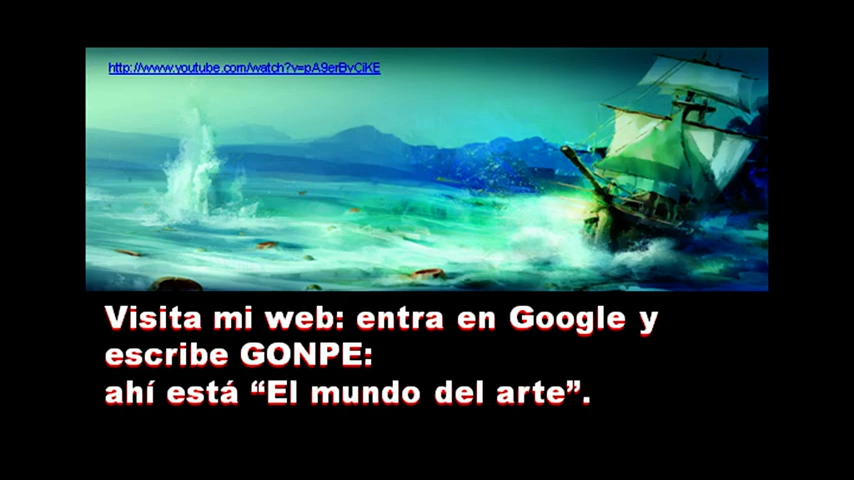 http://www.youtube.com/watch?v=pA9erBvCiKE
Visita mi web: entra en Google y
escribe GONPE:
ahí está “El mundo del arte”.